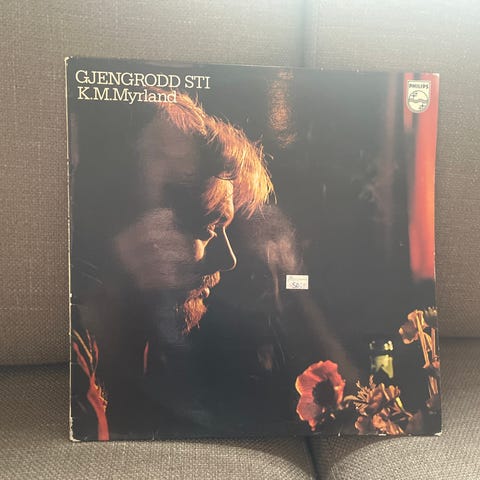 GJENGRODD STI
K.M.Myrland
PHILIPS